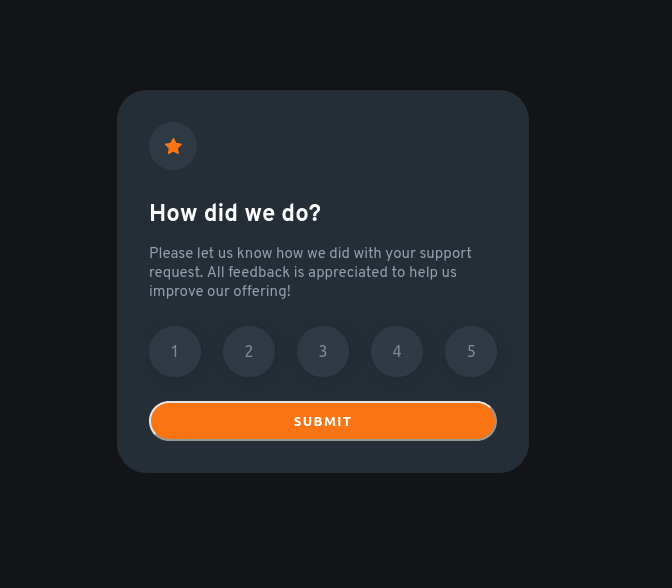 How did we do?
Please let us know how we did with your support
request. All feedback is appreciated to help us
improve our offering!
1 2 3 4 5
SUBMIT